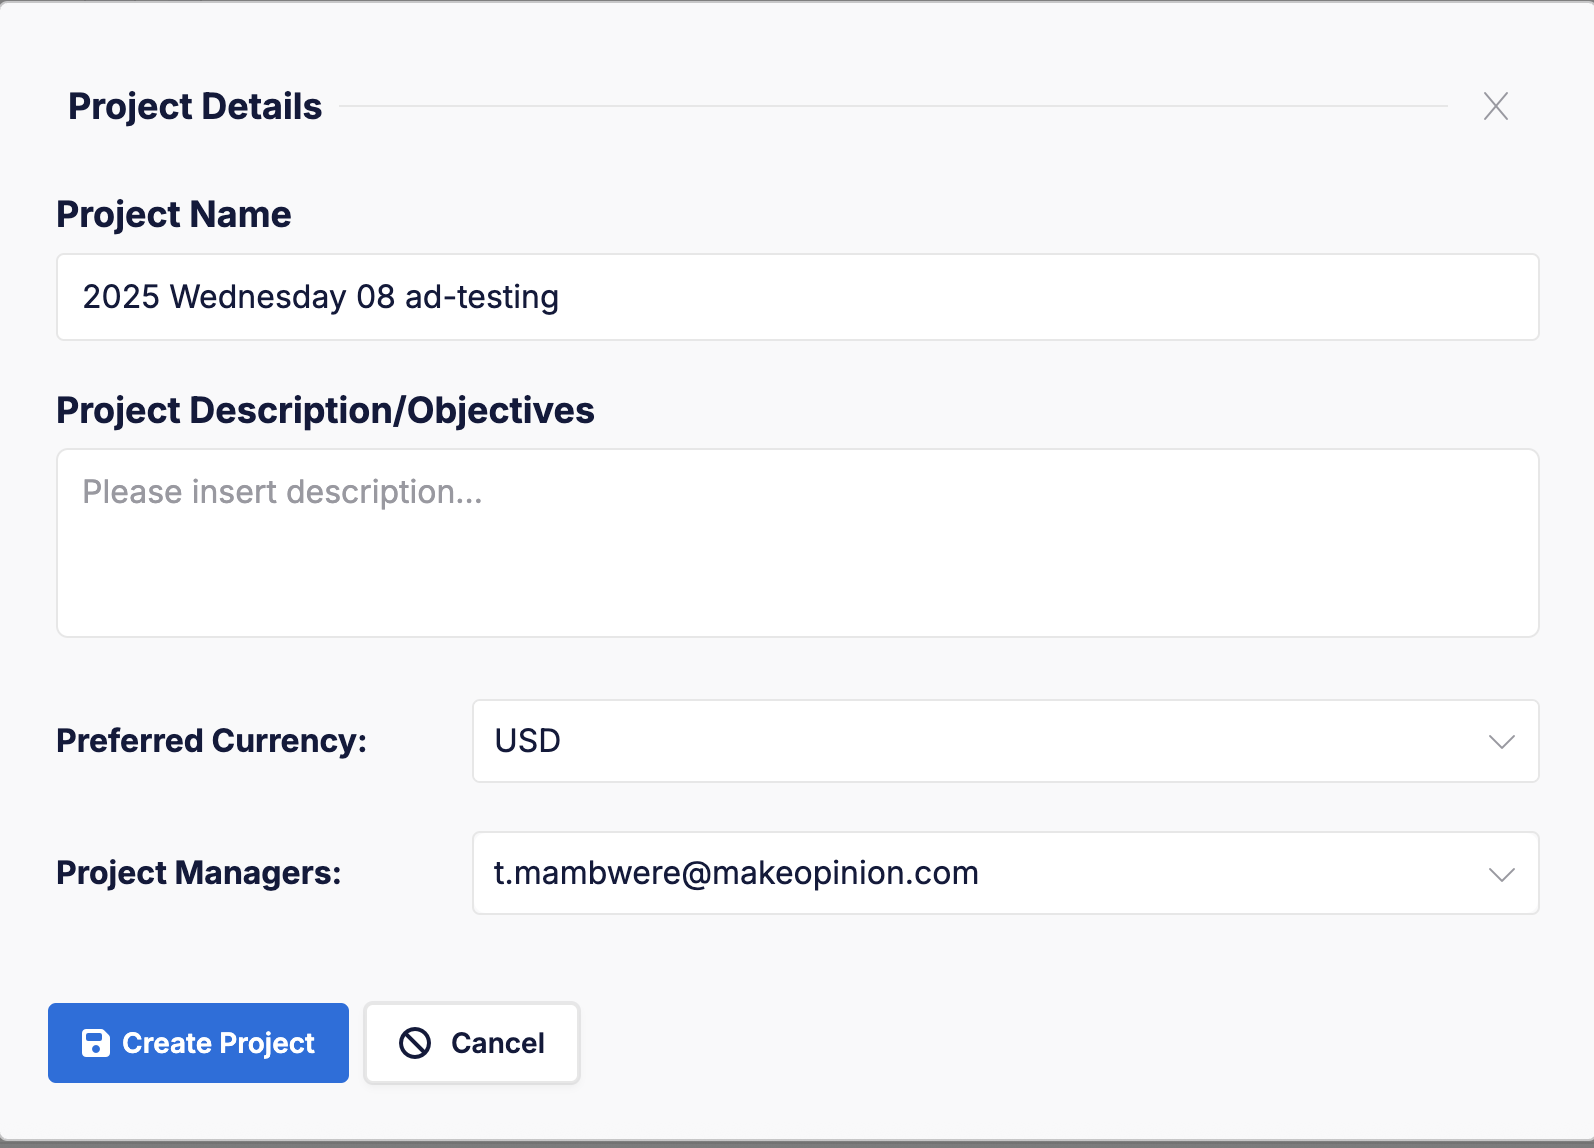 Project Details
Project Name
2025 Wednesday 08 ad-testing
Project Description/Objectives
Please insert description...
Preferred Currency:
USD
Project Managers:
t.mambwere@makeopinion.com
Create Project
Cancel